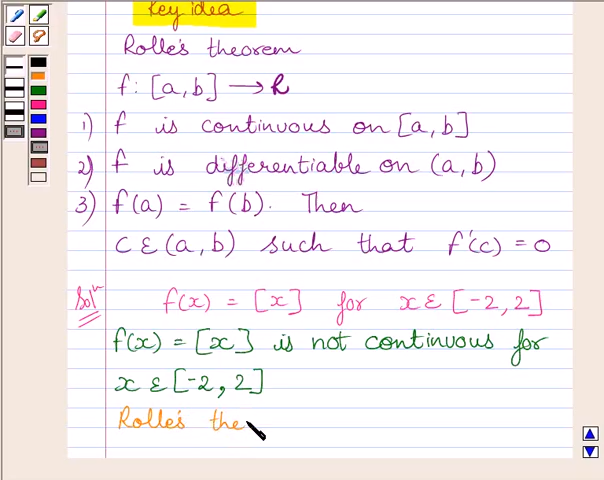 Key idea
Rolle's theorem
f: [a, b] → R
1) f is continuous on [a, b]
2) f is differentiable on (a, b)
3) f(a) = f(b). Then
C ε (a, b) such that f'(c) = 0
Solⁿ f(x) = [x] for x ε [-2, 2]
f(x) = [x] is not continuous for
x ε [-2, 2]
Rolle's the